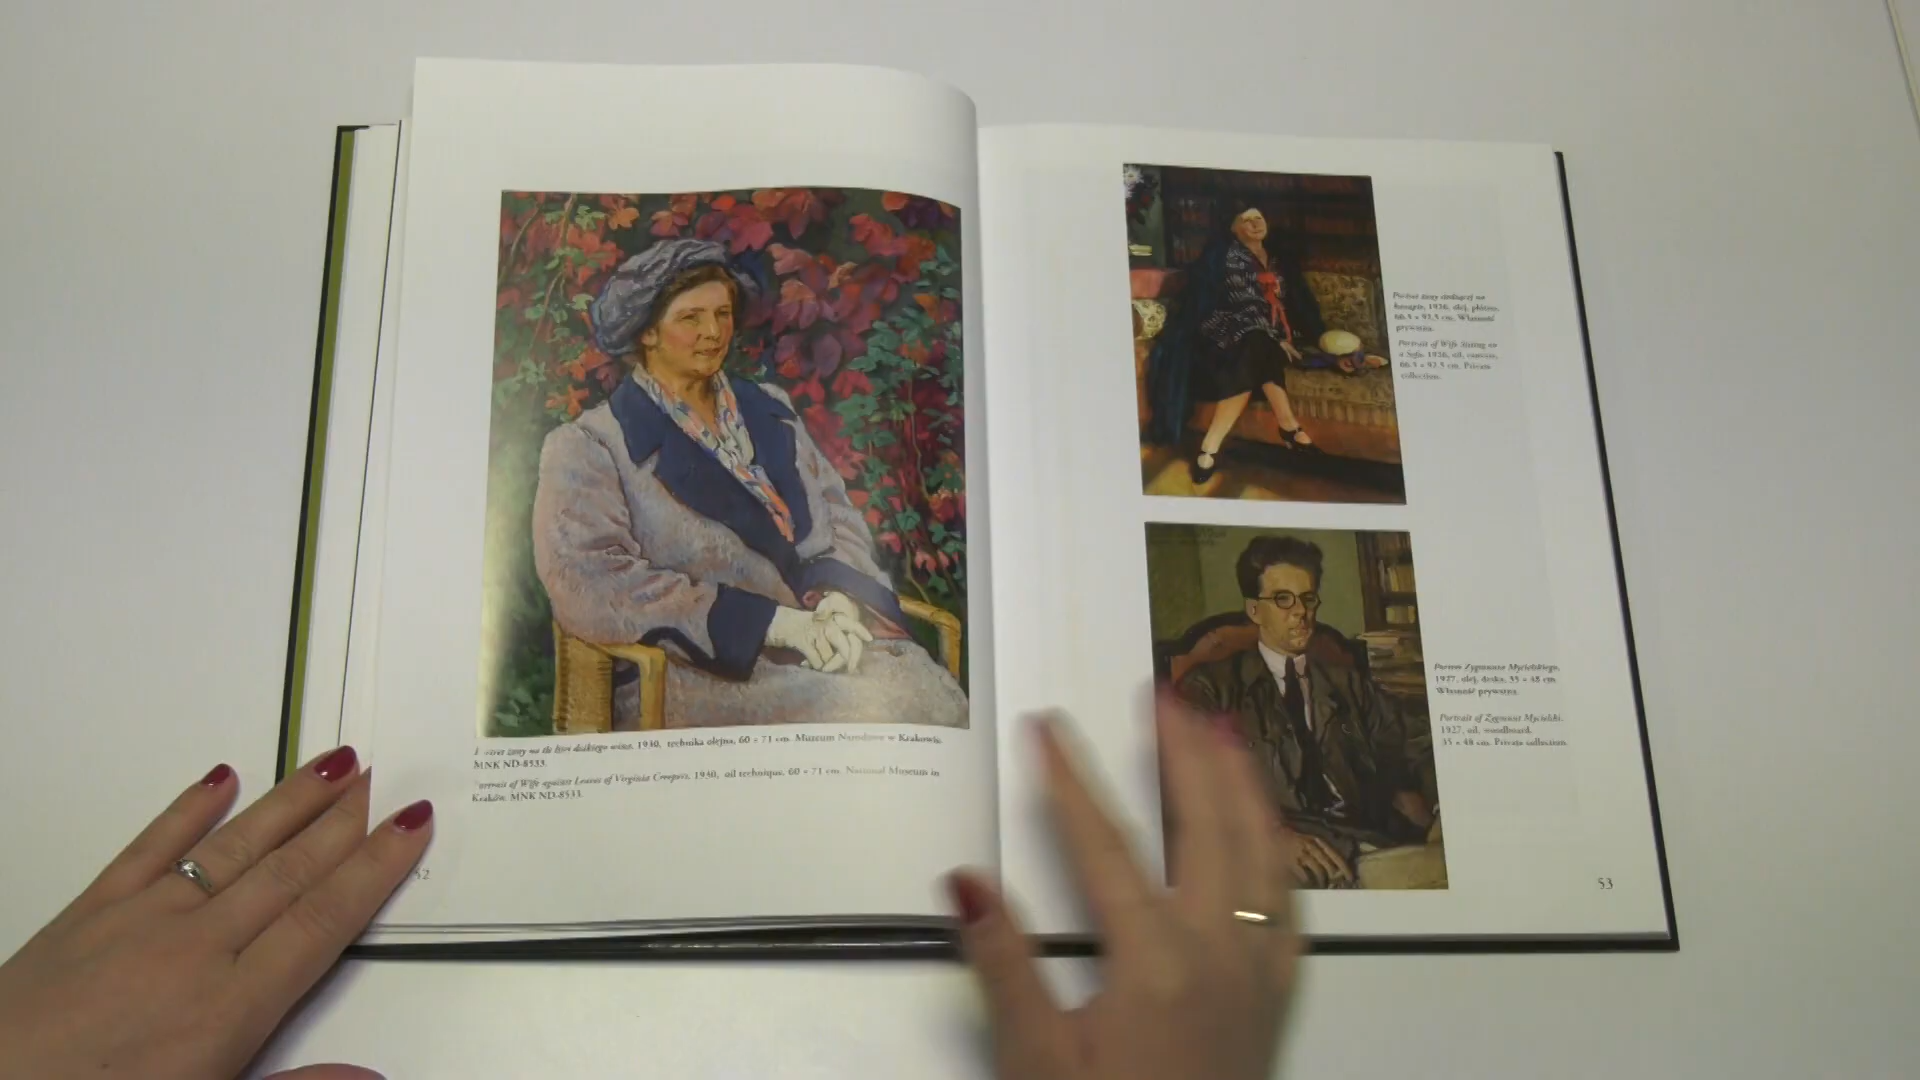 żony na tle liści dzikiego wina, 1930, technika olejna, 60 × 71 cm. Muzeum Narodowe w Krakowie,
MNK ND-8533.
Portrait of Wife against Leaves of Virginia Creepers, 1930, oil technique, 60 × 71 cm. National Museum in
Kraków. MNK ND-8533.
52
Portret żony siedzącej na
kanapie, 1926, olej, płótno,
66.5 × 92.5 cm. Własność
prywatna.
Portrait of Wife Sitting on
a Sofa, 1926, oil, canvas,
66.5 × 92.5 cm. Private
collection.
Portret Zygmunta Mycielskiego,
1927, olej, deska, 35 × 48 cm.
Własność prywatna.
Portrait of Zygmunt Mycielski,
1927, oil, woodboard,
35 × 48 cm. Private collection.
53